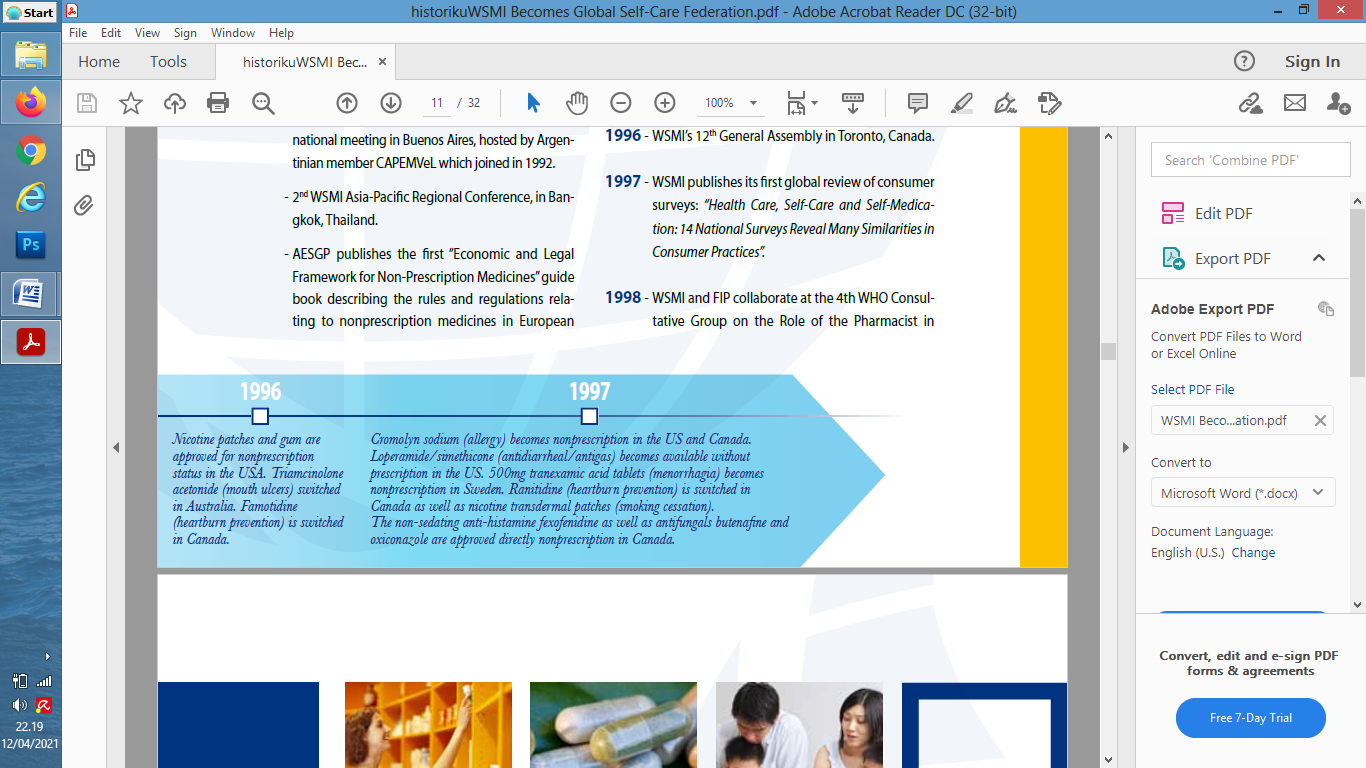 Start
historikuWSMI Becomes Global Self-Care Federation.pdf - Adobe Acrobat Reader DC (32-bit)
File Edit View Sign Window Help
Home Tools historikuWSMI Bec... × Sign In
11 / 32 100%
national meeting in Buenos Aires, hosted by Argen-
tinian member CAPEMVeL which joined in 1992.
- 2nd WSMI Asia-Pacific Regional Conference, in Ban-
gkok, Thailand.
- AESGP publishes the first “Economic and Legal
Framework for Non-Prescription Medicines” guide
book describing the rules and regulations rela-
ting to nonprescription medicines in European
1996 - WSMI’s 12th General Assembly in Toronto, Canada.
1997 - WSMI publishes its first global review of consumer
surveys: “Health Care, Self-Care and Self-Medica-
tion: 14 National Surveys Reveal Many Similarities in
Consumer Practices”.
1998 - WSMI and FIP collaborate at the 4th WHO Consul-
tative Group on the Role of the Pharmacist in
1996
Nicotine patches and gum are
approved for nonprescription
status in the USA. Triamcinolone
acetonide (mouth ulcers) switched
in Australia. Famotidine
(heartburn prevention) is switched
in Canada.
1997
Cromolyn sodium (allergy) becomes nonprescription in the US and Canada.
Loperamide/simethicone (antidiarrheal/antigas) becomes available without
prescription in the US. 500mg tranexamic acid tablets (menorrhagia) becomes
nonprescription in Sweden. Ranitidine (heartburn prevention) is switched in
Canada as well as nicotine transdermal patches (smoking cessation).
The non-sedating anti-histamine fexofenidine as well as antifungals butenafine and
oxiconazole are approved directly nonprescription in Canada.
Search 'Combine PDF'
Edit PDF
Export PDF
Adobe Export PDF
Convert PDF Files to Word
or Excel Online
Select PDF File
WSMI Beco...ation.pdf
Convert to
Microsoft Word (*.docx)
Document Language:
English (U.S.) Change
Convert, edit and e-sign PDF
forms & agreements
Free 7-Day Trial
Ps
W
22.19
12/04/2021